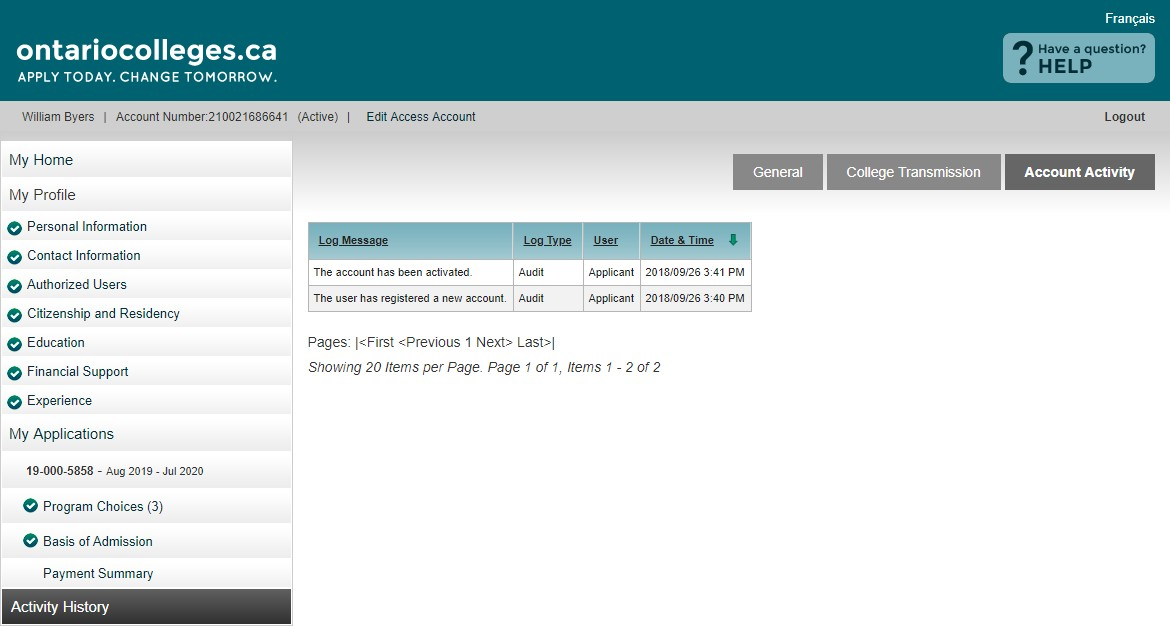 Français
ontariocolleges.ca
APPLY TODAY. CHANGE TOMORROW.
? Have a question?
HELP
William Byers | Account Number:210021686641 (Active) | Edit Access Account
Logout
My Home
My Profile
Personal Information
Contact Information
Authorized Users
Citizenship and Residency
Education
Financial Support
Experience
My Applications
19-000-5858 - Aug 2019 - Jul 2020
Program Choices (3)
Basis of Admission
Payment Summary
Activity History
General College Transmission Account Activity
Log Message Log Type User Date & Time
The account has been activated. Audit Applicant 2018/09/26 3:41 PM
The user has registered a new account. Audit Applicant 2018/09/26 3:40 PM
Pages: |<First <Previous 1 Next> Last>|
Showing 20 Items per Page. Page 1 of 1, Items 1 - 2 of 2